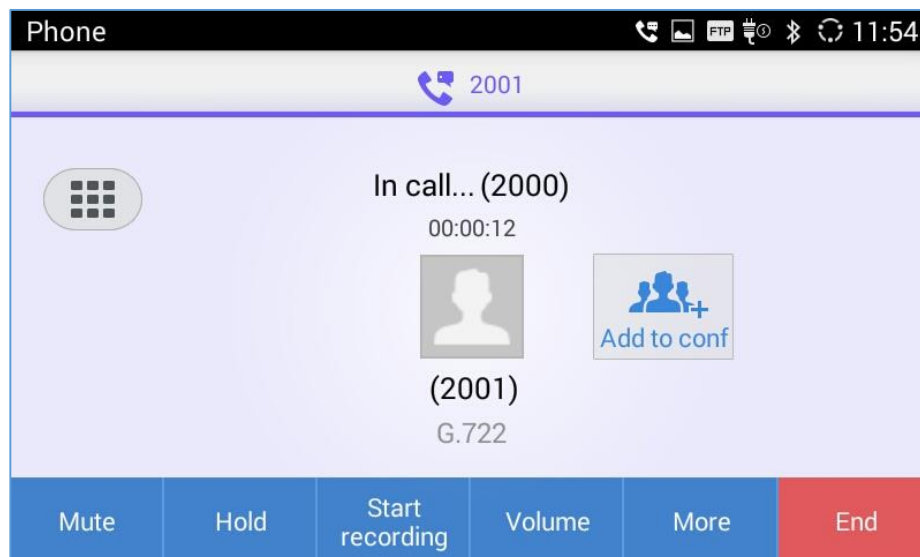 Phone
FTP
11:54
2001
In call... (2000)
00:00:12
Add to conf
(2001)
G.722
Mute
Hold
Start
recording
Volume
More
End